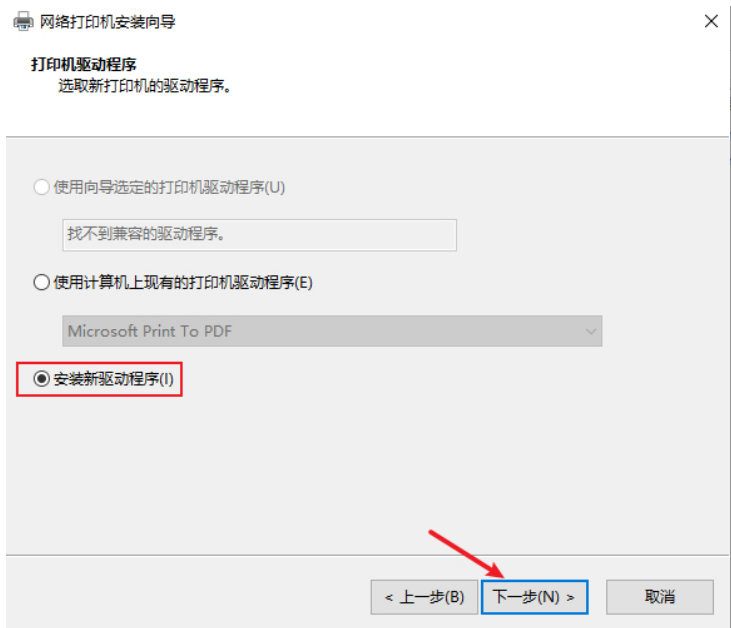 网络打印机安装向导
打印机驱动程序
选取新打印机的驱动程序。
使用向导选定的打印机驱动程序(U)
找不到兼容的驱动程序。
使用计算机上现有的打印机驱动程序(E)
Microsoft Print To PDF
安装新驱动程序(I)
< 上一步(B) 下一步(N) > 取消